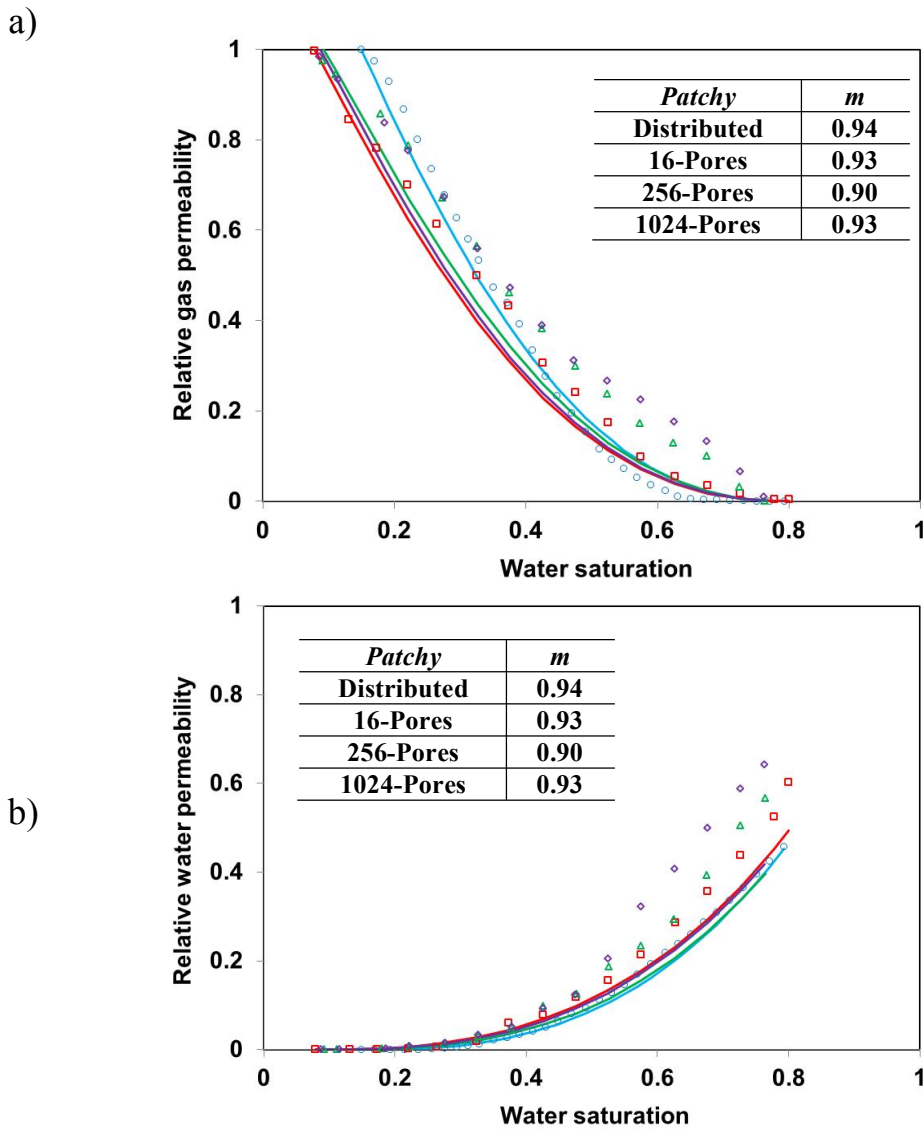 a)
1
0.8
0.6
0.4
0.2
0
Relative gas permeability
Patchy m
Distributed 0.94
16-Pores 0.93
256-Pores 0.90
1024-Pores 0.93
0 0.2 0.4 0.6 0.8 1
Water saturation
b)
1
0.8
0.6
0.4
0.2
0
Relative water permeability
Patchy m
Distributed 0.94
16-Pores 0.93
256-Pores 0.90
1024-Pores 0.93
0 0.2 0.4 0.6 0.8 1
Water saturation